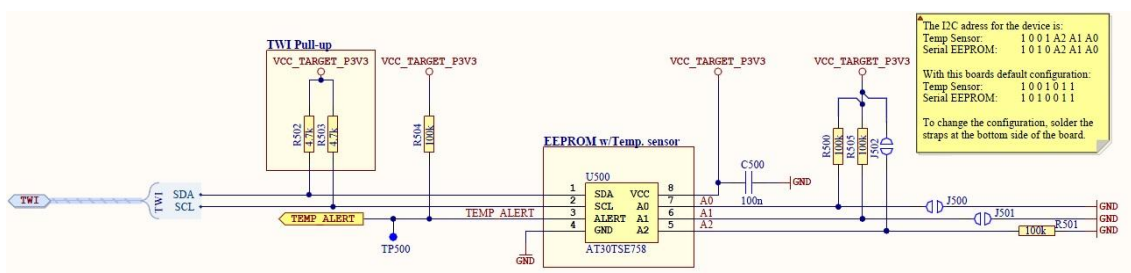 The I2C adress for the device is:
Temp Sensor: 1 0 0 1 A2 A1 A0
Serial EEPROM: 1 0 1 0 A2 A1 A0
With this boards default configuration:
Temp Sensor: 1 0 0 1 0 1 1
Serial EEPROM: 1 0 1 0 0 1 1
To change the configuration, solder the
straps at the bottom side of the board.
TWI Pull-up
VCC_TARGET_P3V3
VCC_TARGET_P3V3
VCC_TARGET_P3V3
VCC_TARGET_P3V3
R502
4.7k
R503
4.7k
R504
100k
R500
100k
R505
100k
J502
EEPROM w/Temp. sensor
U500
C500
100n
GND
TWI
TWI
SDA
SCL
TEMP_ALERT
TP500
TEMP_ALERT
1 SDA VCC 8
2 SCL A0 7 A0
3 ALERT A1 6 A1
4 GND A2 5 A2
AT30TSE758
GND
J500
GND
J501
GND
100k
R501
GND